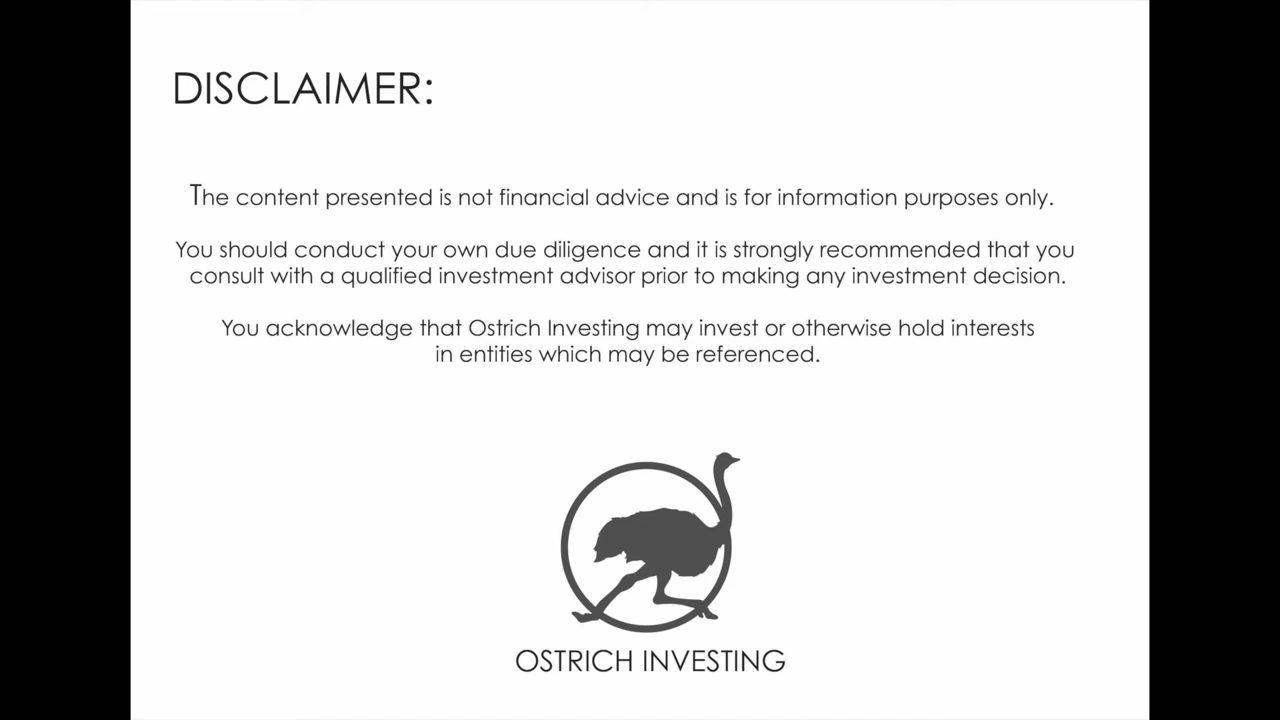 DISCLAIMER:
The content presented is not financial advice and is for information purposes only.
You should conduct your own due diligence and it is strongly recommended that you
consult with a qualified investment advisor prior to making any investment decision.
You acknowledge that Ostrich Investing may invest or otherwise hold interests
in entities which may be referenced.
OSTRICH INVESTING